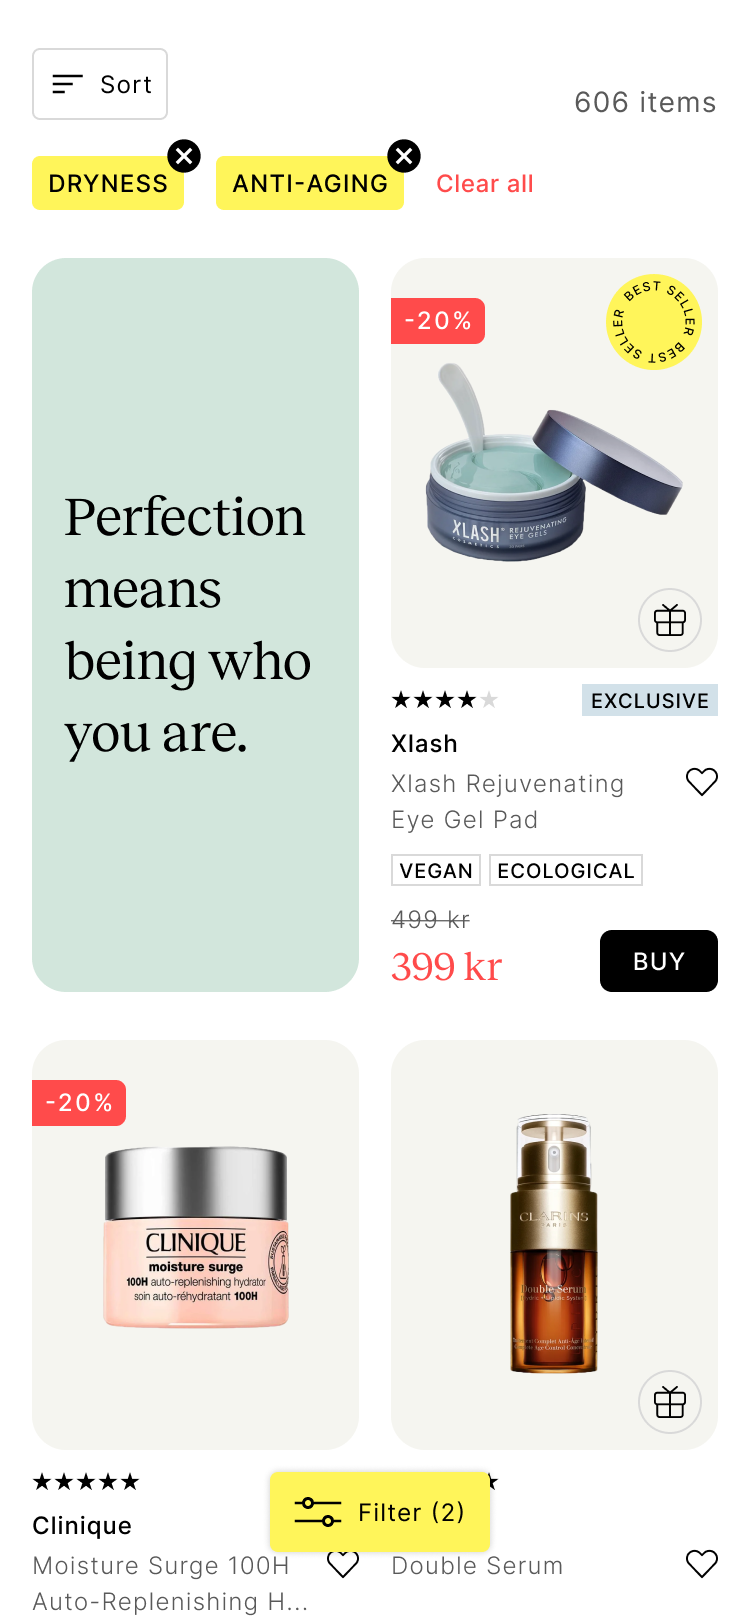 Sort
606 items
DRYNESS
ANTI-AGING
Clear all
Perfection
means
being who
you are.
-20%
BEST SELLER BEST SELLER
XLASH
COSMETICS
REJUVENATING
EYE GELS
EXCLUSIVE
Xlash
Xlash Rejuvenating
Eye Gel Pad
VEGAN
ECOLOGICAL
499 kr
399 kr
BUY
-20%
CLINIQUE
moisture surge
100H auto-replenishing hydrator
soin auto-réhydratant 100H
Clinique
Moisture Surge 100H
Auto-Replenishing H...
CLARINS
PARIS
Double Serum
Double Serum
Filter (2)